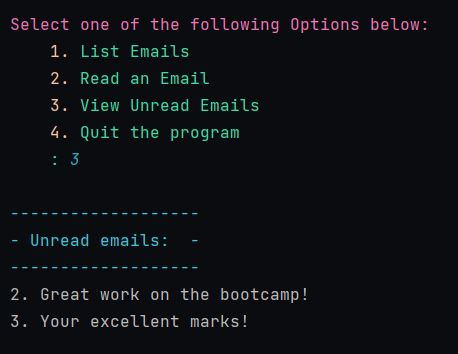 Select one of the following Options below:
1. List Emails
2. Read an Email
3. View Unread Emails
4. Quit the program
: 3
-------------------
- Unread emails:  -
-------------------
2. Great work on the bootcamp!
3. Your excellent marks!